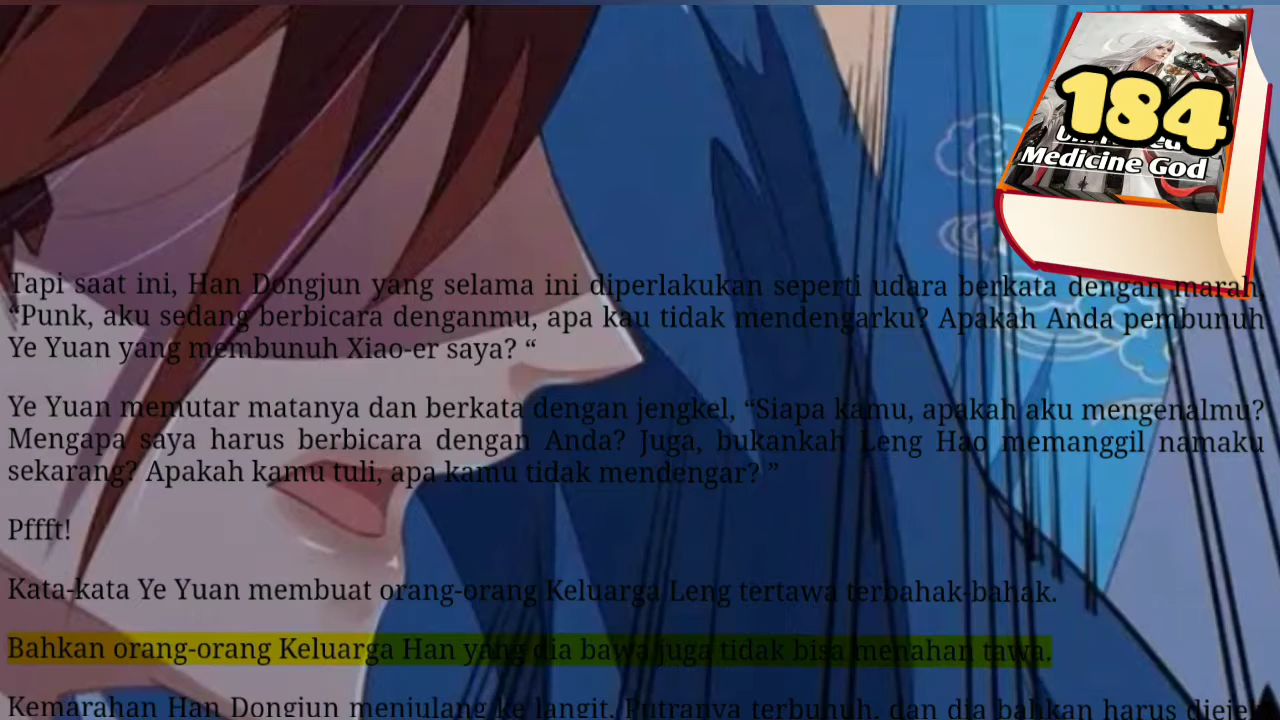 184
Medicine God
Tapi saat ini, Han Dongjun yang selama ini diperlakukan seperti udara berkata dengan marah.
“Punk, aku sedang berbicara denganmu, apa kau tidak mendengarku? Apakah Anda pembunuh
Ye Yuan yang membunuh Xiao-er saya? “
Ye Yuan memutar matanya dan berkata dengan jengkel, “Siapa kamu, apakah aku mengenalmu?
Mengapa saya harus berbicara dengan Anda? Juga, bukankah Leng Hao memanggil namaku
sekarang? Apakah kamu tuli, apa kamu tidak mendengar? ”
Pffft!
Kata-kata Ye Yuan membuat orang-orang Keluarga Leng tertawa terbahak-bahak.
Bahkan orang-orang Keluarga Han yang dia bawa juga tidak bisa menahan tawa.
Kemarahan Han Dongjun menjulang ke langit. Putranya terbunuh, dan dia bahkan harus